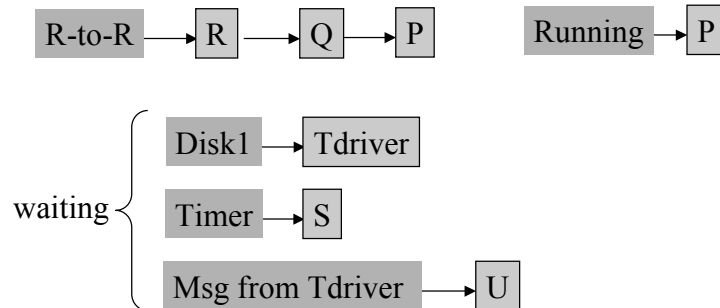 R-to-R R Q P Running P
Disk1 Tdriver
waiting Timer S
Msg from Tdriver U